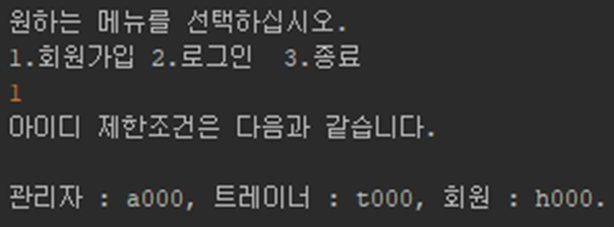 원하는 메뉴를 선택하십시오.
1.회원가입 2.로그인  3.종료
1
아이디 제한조건은 다음과 같습니다.
관리자 : a000, 트레이너 : t000, 회원 : h000.